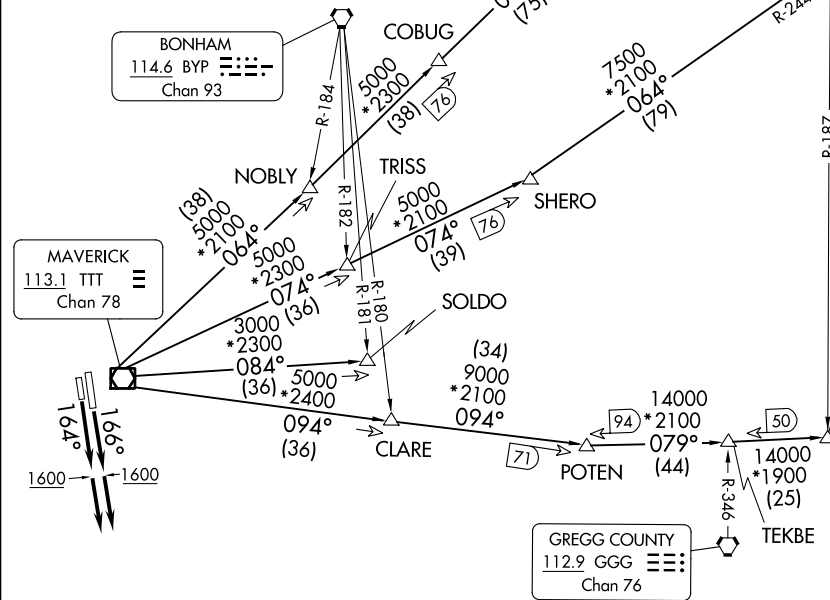 (75)
R-244
COBUG
BONHAM
114.6 BYP
Chan 93
5000
*2300
(38)
76
7500
*2100
064°
(79)
R-184
R-187
NOBLY
TRISS
R-182
5000
*2100
074°
(39)
76
SHERO
(38)
5000
*2100
064°
MAVERICK
113.1 TTT
Chan 78
5000
*2300
074°
(36)
R-181
R-180
SOLDO
3000
*2300
084°
(36)
5000
*2400
094°
(36)
(34)
9000
*2100
094°
CLARE
71
94
POTEN
14000
*2100
079°
(44)
50
14000
*1900
(25)
164°
166°
1600
1600
R-346
TEKBE
GREGG COUNTY
112.9 GGG
Chan 76